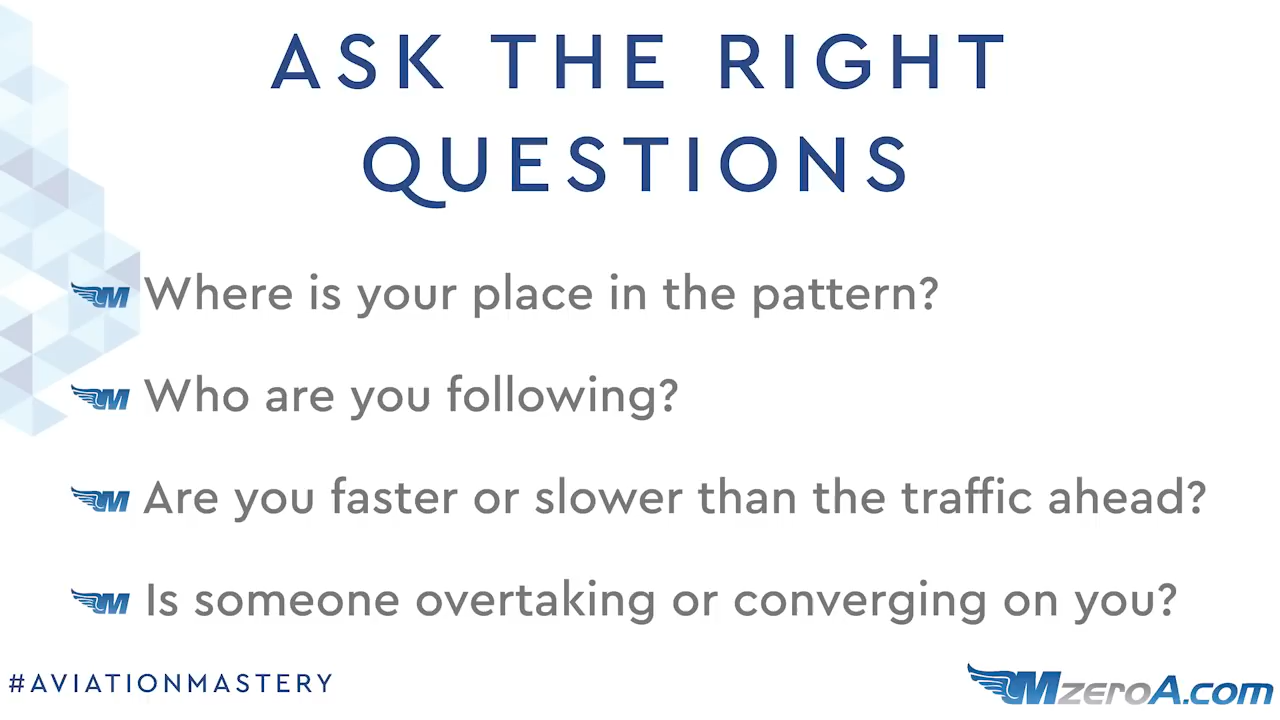 ASK THE RIGHT
QUESTIONS
Where is your place in the pattern?
Who are you following?
Are you faster or slower than the traffic ahead?
Is someone overtaking or converging on you?
#AVIATIONMASTERY
MzeroA.com